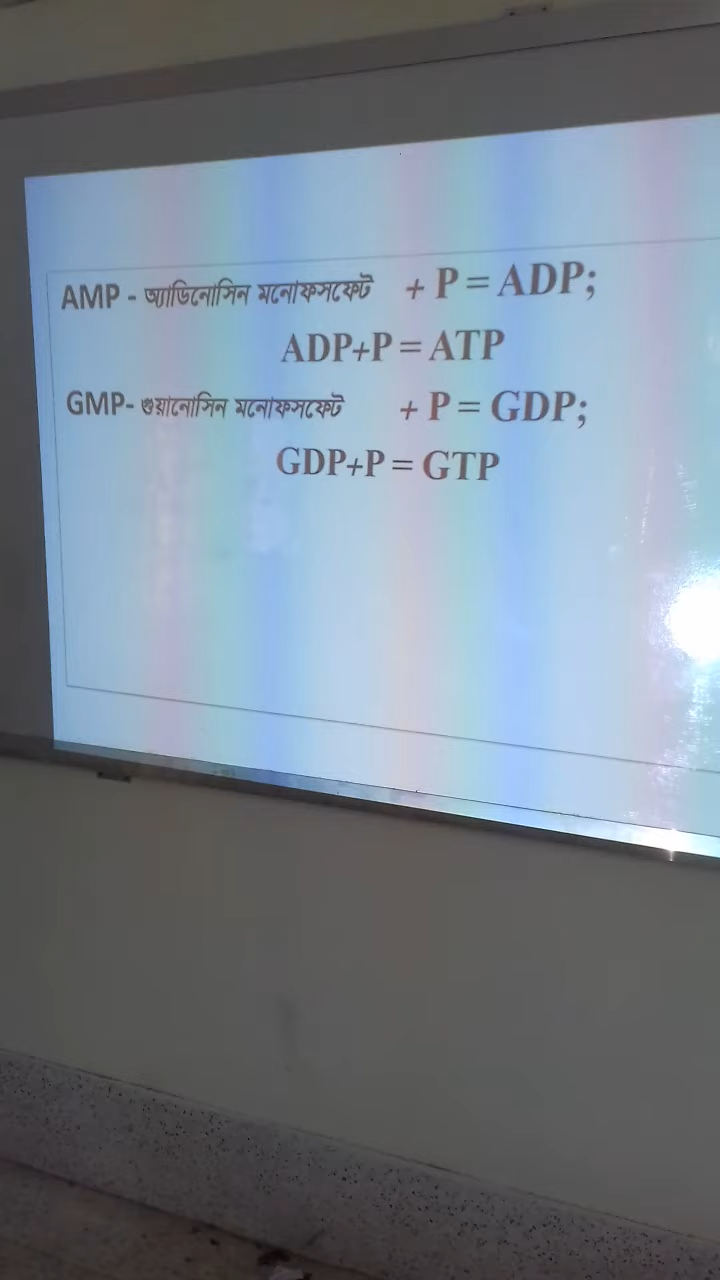 AMP - অ্যাডিনোসিন মনোফসফেট + P = ADP;
ADP+P = ATP
GMP- গুয়ানোসিন মনোফসফেট + P = GDP;
GDP+P = GTP